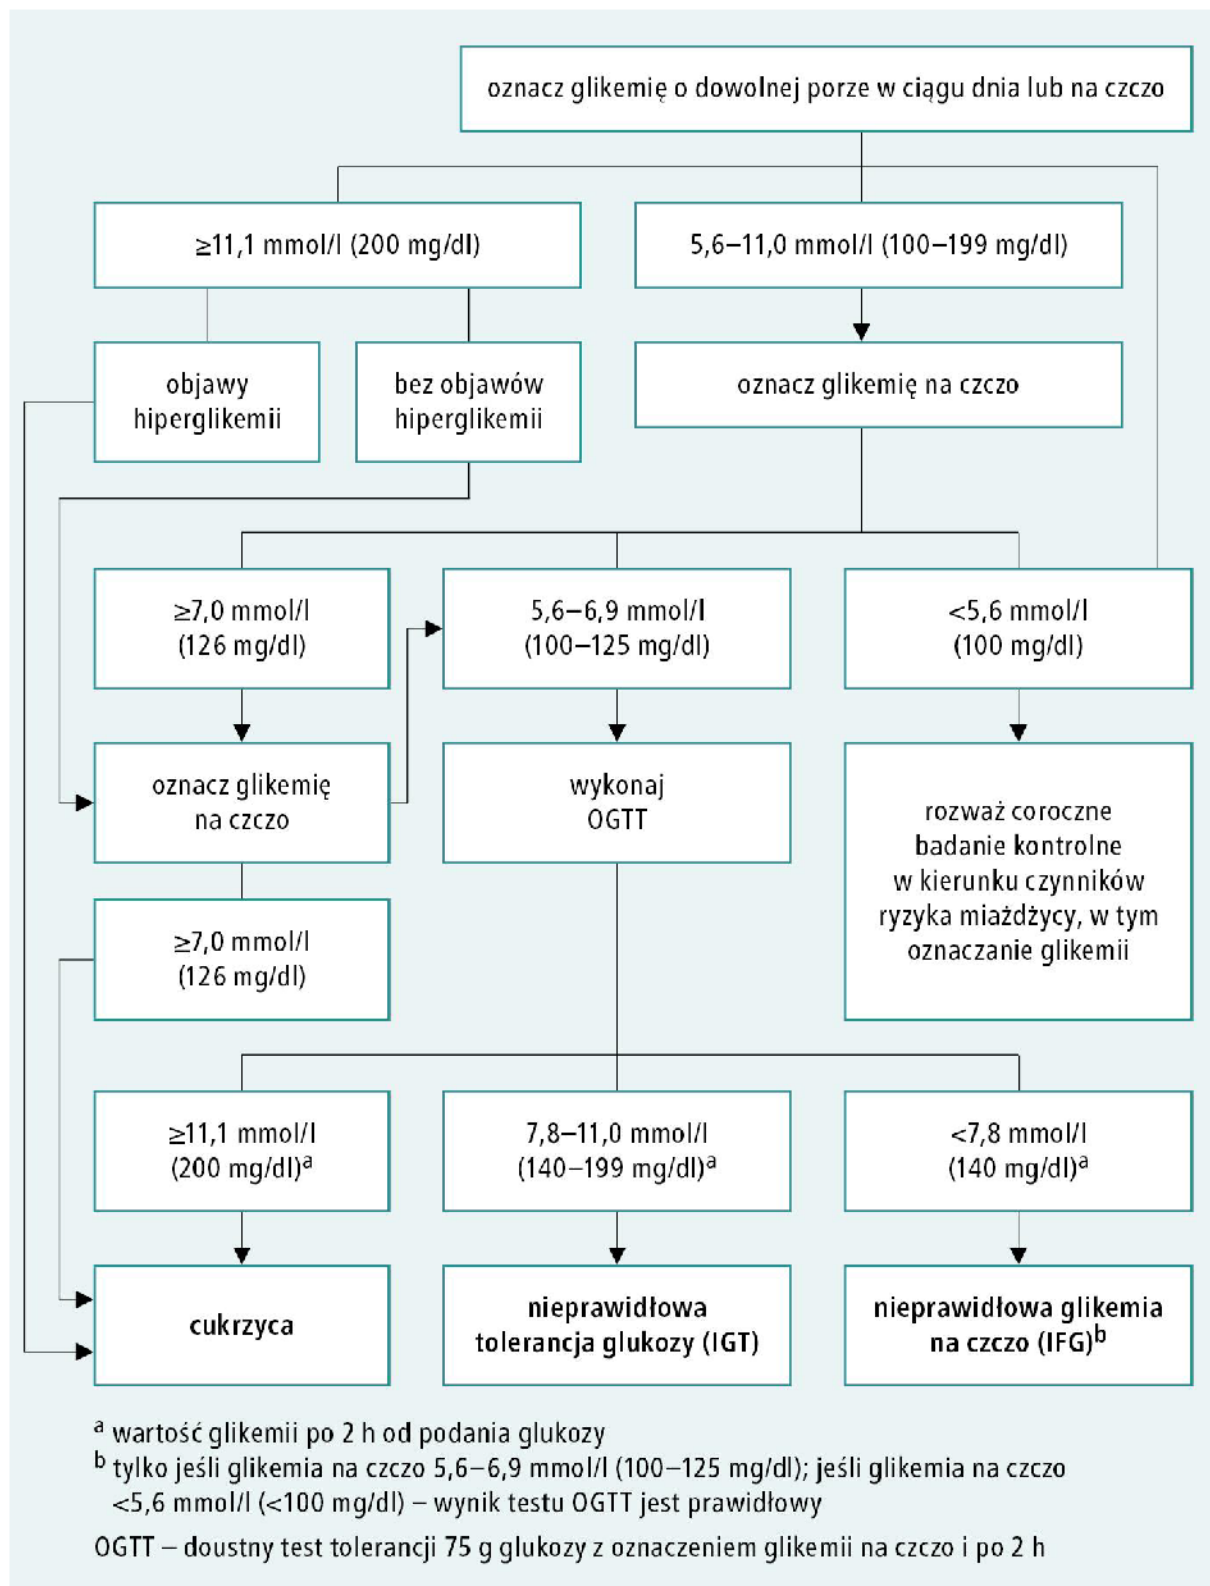 oznacz glikemię o dowolnej porze w ciągu dnia lub na czczo
≥11,1 mmol/l (200 mg/dl)
5,6–11,0 mmol/l (100–199 mg/dl)
objawy
hiperglikemii
bez objawów
hiperglikemii
oznacz glikemię na czczo
≥7,0 mmol/l
(126 mg/dl)
5,6–6,9 mmol/l
(100–125 mg/dl)
<5,6 mmol/l
(100 mg/dl)
oznacz glikemię
na czczo
wykonaj
OGTT
rozważ coroczne
badanie kontrolne
w kierunku czynników
ryzyka miażdżycy, w tym
oznaczanie glikemii
≥7,0 mmol/l
(126 mg/dl)
≥11,1 mmol/l
(200 mg/dl)a
7,8–11,0 mmol/l
(140–199 mg/dl)a
<7,8 mmol/l
(140 mg/dl)a
cukrzyca
nieprawidłowa
tolerancja glukozy (IGT)
nieprawidłowa glikemia
na czczo (IFG)b
a wartość glikemii po 2 h od podania glukozy
b tylko jeśli glikemia na czczo 5,6–6,9 mmol/l (100–125 mg/dl); jeśli glikemia na czczo
<5,6 mmol/l (<100 mg/dl) – wynik testu OGTT jest prawidłowy
OGTT – doustny test tolerancji 75 g glukozy z oznaczeniem glikemii na czczo i po 2 h